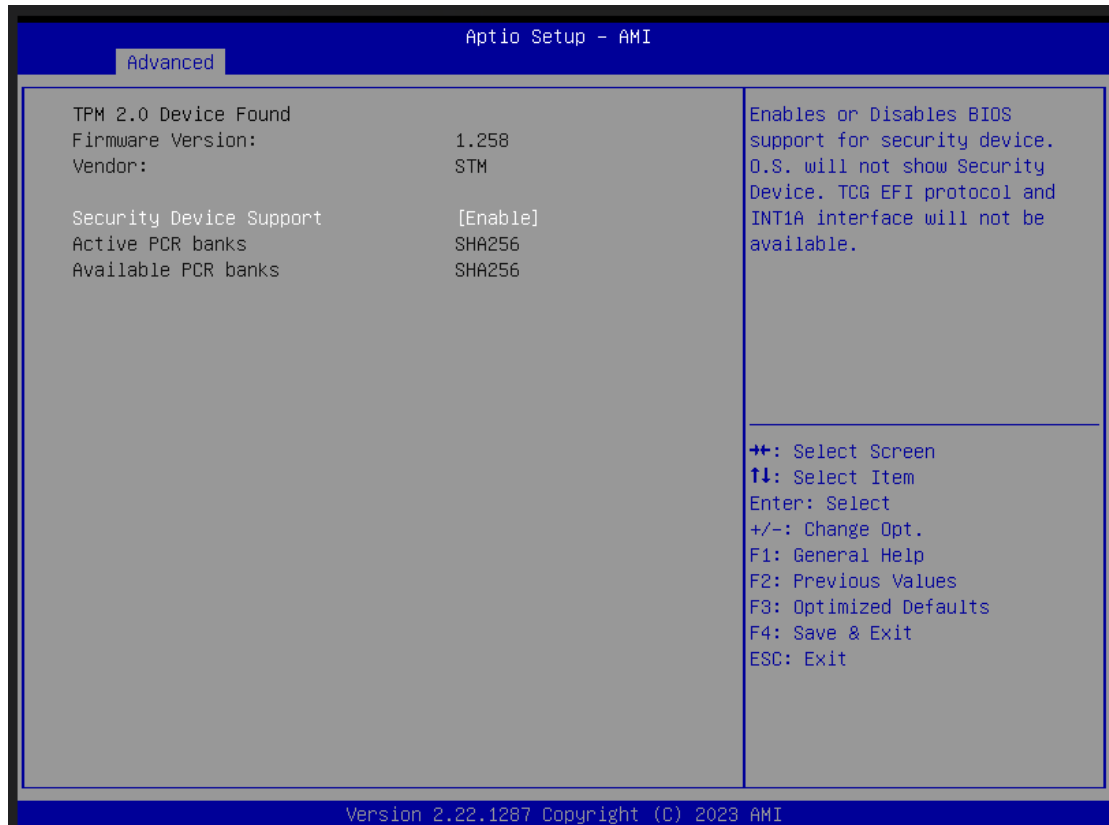 Aptio Setup - AMI
Advanced
TPM 2.0 Device Found
Firmware Version: 1.258
Vendor: STM
Security Device Support [Enable]
Active PCR banks SHA256
Available PCR banks SHA256
Enables or Disables BIOS
support for security device.
O.S. will not show Security
Device. TCG EFI protocol and
INT1A interface will not be
available.
→←: Select Screen
↑↓: Select Item
Enter: Select
+/-: Change Opt.
F1: General Help
F2: Previous Values
F3: Optimized Defaults
F4: Save & Exit
ESC: Exit
Version 2.22.1287 Copyright (C) 2023 AMI